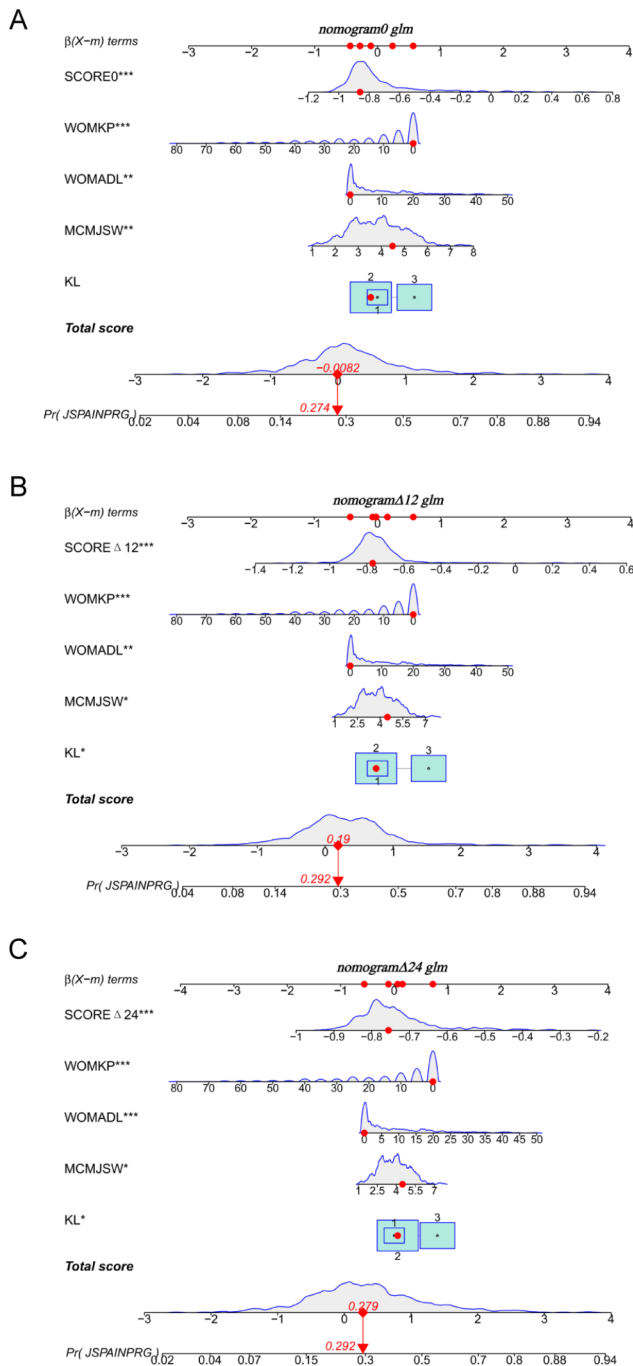 A
nomogram0 glm
β(X−m) terms
−3 −2 −1 0 1 2 3 4
SCORE0***
−1.2 −1 −0.8 −0.6 −0.4 −0.2 0 0.2 0.4 0.6 0.8
WOMKP***
80 70 60 50 40 30 20 10 0
WOMADL**
0 10 20 30 40 50
MCMJSW**
1 2 3 4 5 6 7 8
KL
2 3
1
Total score
−0.0082
−3 −2 −1 0 1 2 3 4
0.274
Pr( JSPAINPRG )
0.02 0.04 0.08 0.14 0.3 0.5 0.7 0.8 0.88 0.94
B
nomogramΔ12 glm
β(X−m) terms
−3 −2 −1 0 1 2 3 4
SCORE Δ 12***
−1.4 −1.2 −1 −0.8 −0.6 −0.4 −0.2 0 0.2 0.4 0.6
WOMKP***
80 70 60 50 40 30 20 10 0
WOMADL**
0 10 20 30 40 50
MCMJSW*
1 2.5 4 5.5 7
KL*
2 3
1
Total score
0.19
−3 −2 −1 0 1 2 3 4
0.292
Pr( JSPAINPRG )
0.04 0.08 0.14 0.3 0.5 0.7 0.8 0.88 0.94
C
nomogramΔ24 glm
β(X−m) terms
−4 −3 −2 −1 0 1 2 3 4
SCORE Δ 24***
−1 −0.9 −0.8 −0.7 −0.6 −0.5 −0.4 −0.3 −0.2
WOMKP***
80 70 60 50 40 30 20 10 0
WOMADL***
0 5 10 15 20 25 30 35 40 45 50
MCMJSW*
1 2.5 4 5.5 7
KL*
1 3
2
Total score
0.279
−3 −2 −1 0 1 2 3 4
0.292
Pr( JSPAINPRG )
0.02 0.04 0.07 0.12 0.3 0.5 0.7 0.8 0.88 0.94